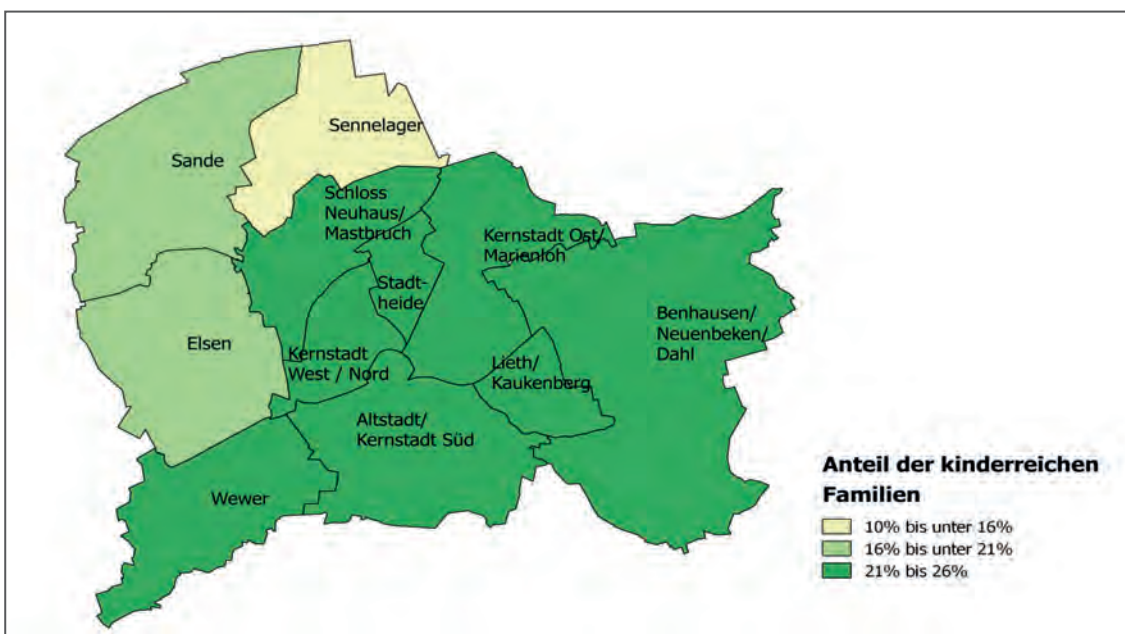 Sennelager
Sande
Schloss
Neuhaus/
Mastbruch
Kernstadt Ost/
Marienloh
Stadt-
heide
Benhausen/
Neuenbeken/
Dahl
Elsen
Kernstadt
West / Nord
Lieth/
Kaukenberg
Altstadt/
Kernstadt Süd
Wewer
Anteil der kinderreichen
Familien
10% bis unter 16%
16% bis unter 21%
21% bis 26%